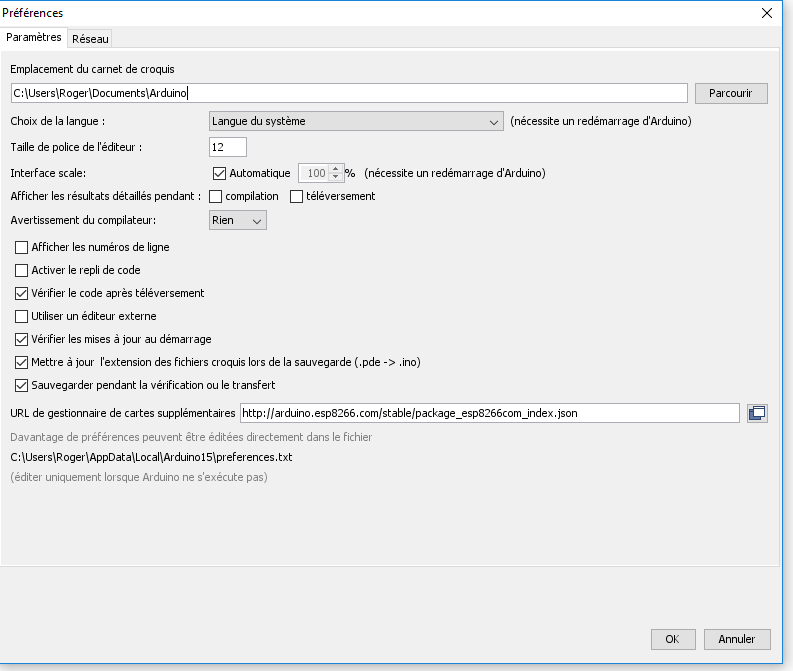 Préférences
Paramètres Réseau
Emplacement du carnet de croquis
C:\Users\Roger\Documents\Arduino Parcourir
Choix de la langue : Langue du système (nécessite un redémarrage d'Arduino)
Taille de police de l'éditeur : 12
Interface scale: Automatique 100 % (nécessite un redémarrage d'Arduino)
Afficher les résultats détaillés pendant : compilation téléversement
Avertissement du compilateur: Rien
Afficher les numéros de ligne
Activer le repli de code
Vérifier le code après téléversement
Utiliser un éditeur externe
Vérifier les mises à jour au démarrage
Mettre à jour  l'extension des fichiers croquis lors de la sauvegarde (.pde -> .ino)
Sauvegarder pendant la vérification ou le transfert
URL de gestionnaire de cartes supplémentaires http://arduino.esp8266.com/stable/package_esp8266com_index.json
Davantage de préférences peuvent être éditées directement dans le fichier
C:\Users\Roger\AppData\Local\Arduino15\preferences.txt
(éditer uniquement lorsque Arduino ne s'exécute pas)
OK Annuler